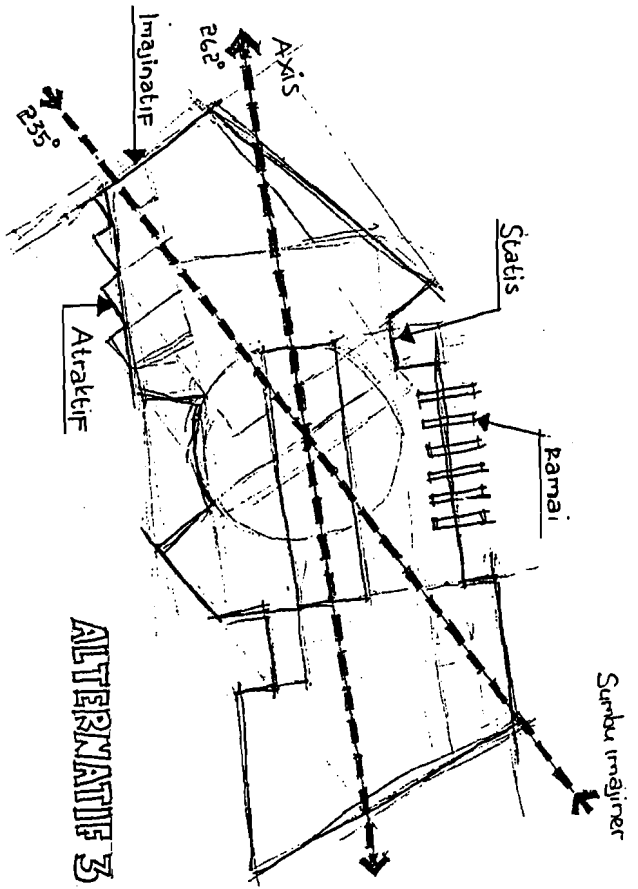 Sumbu imajiner
Ramai
Statis
Axis
262°
Imajinatif
235°
Atraktif
ALTERNATIF 3